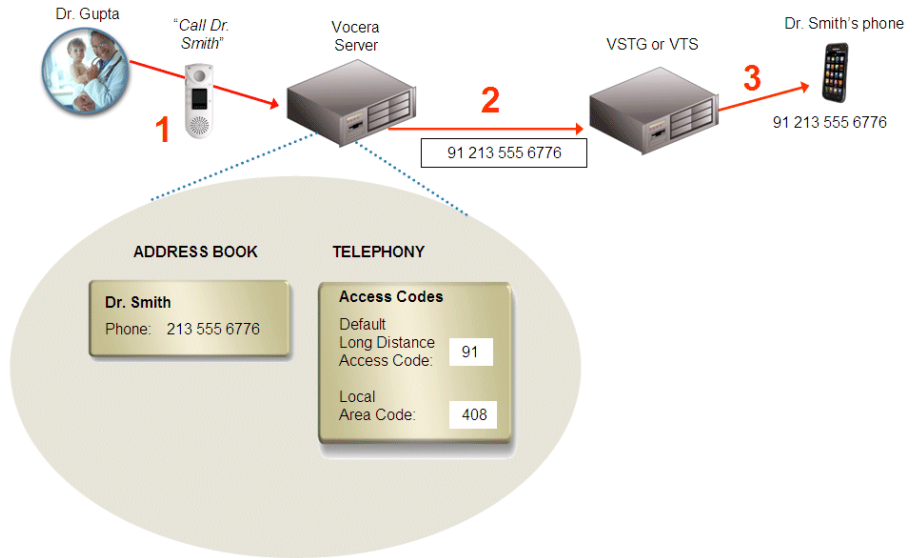 Dr. Gupta
"Call Dr.
Smith"
Vocera
Server
VSTG or VTS
Dr. Smith's phone
1
2
3
91 213 555 6776
91 213 555 6776
ADDRESS BOOK
TELEPHONY
Dr. Smith
Phone: 213 555 6776
Access Codes
Default
Long Distance
Access Code: 91
Local
Area Code: 408